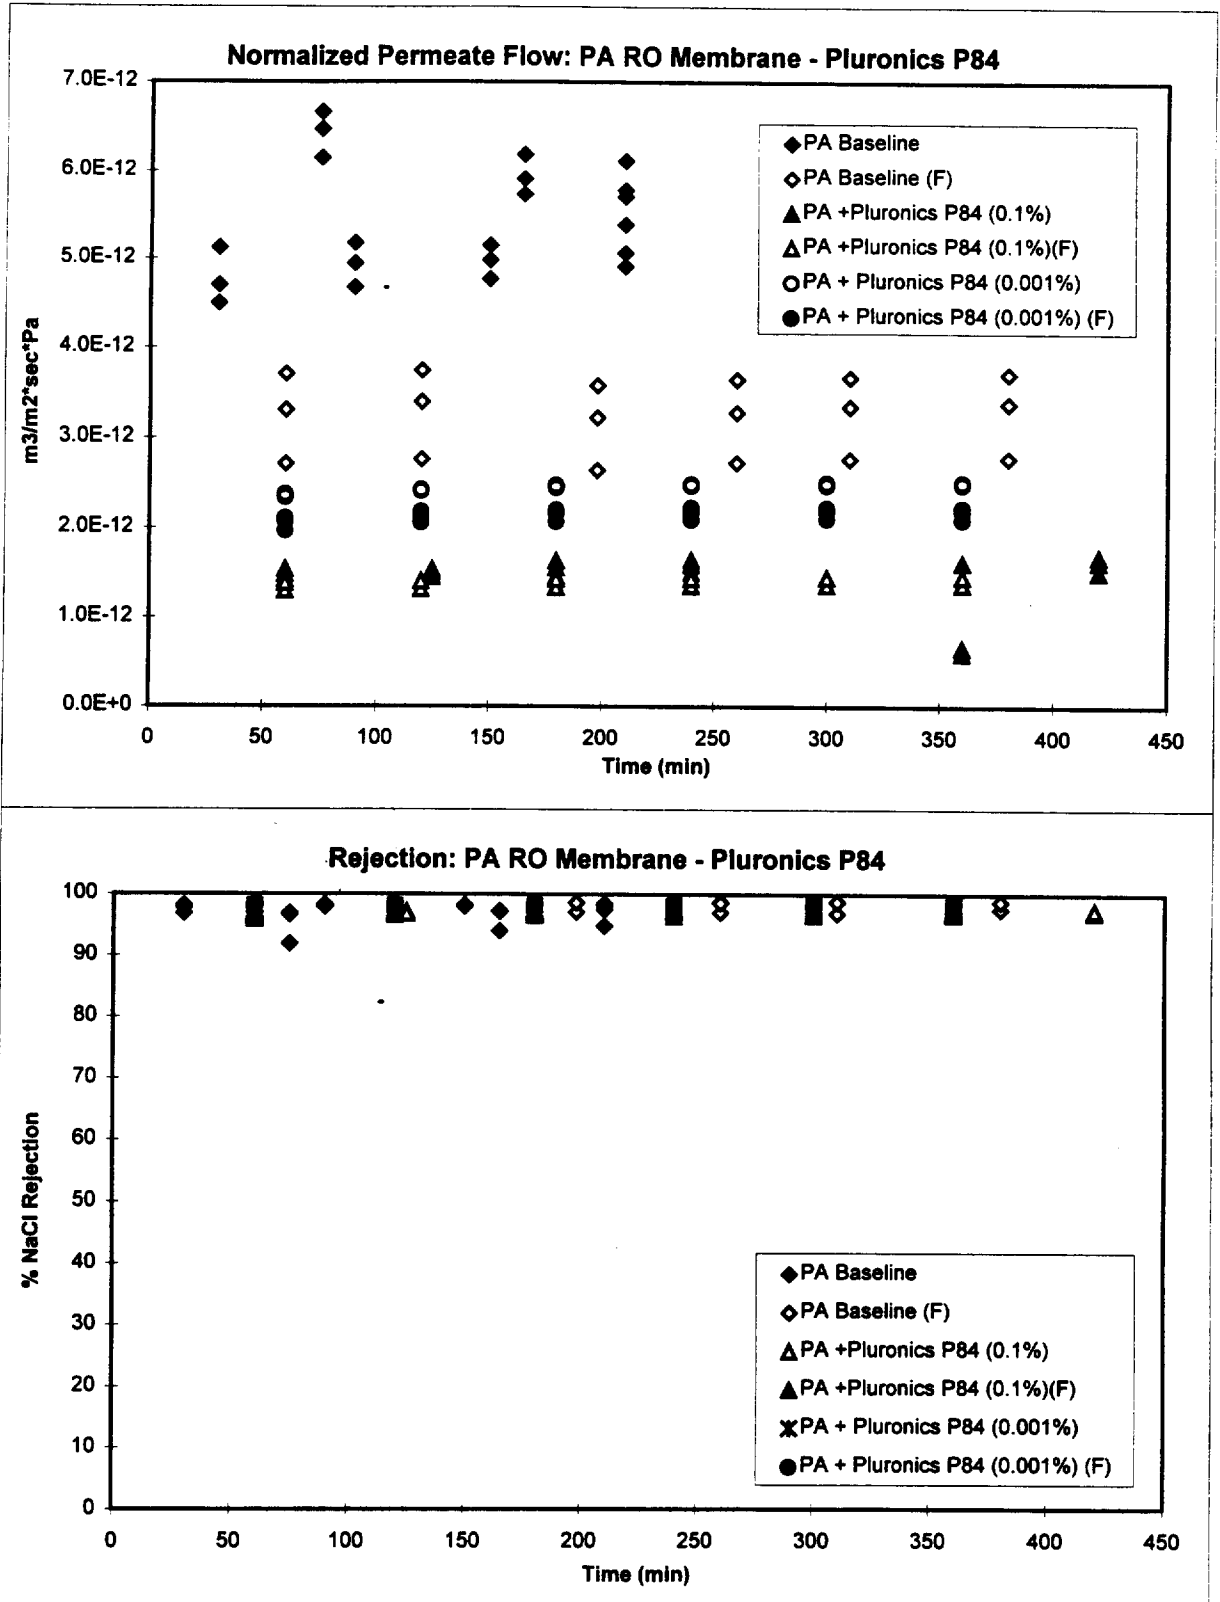 Normalized Permeate Flow: PA RO Membrane - Pluronics P84
7.0E-12
6.0E-12
5.0E-12
4.0E-12
3.0E-12
2.0E-12
1.0E-12
0.0E+0
m3/m2*sec*Pa
PA Baseline
PA Baseline (F)
PA +Pluronics P84 (0.1%)
PA +Pluronics P84 (0.1%)(F)
PA + Pluronics P84 (0.001%)
PA + Pluronics P84 (0.001%) (F)
0 50 100 150 200 250 300 350 400 450
Time (min)
Rejection: PA RO Membrane - Pluronics P84
100
90
80
70
60
50
40
30
20
10
0
% NaCl Rejection
PA Baseline
PA Baseline (F)
PA +Pluronics P84 (0.1%)
PA +Pluronics P84 (0.1%)(F)
PA + Pluronics P84 (0.001%)
PA + Pluronics P84 (0.001%) (F)
0 50 100 150 200 250 300 350 400 450
Time (min)